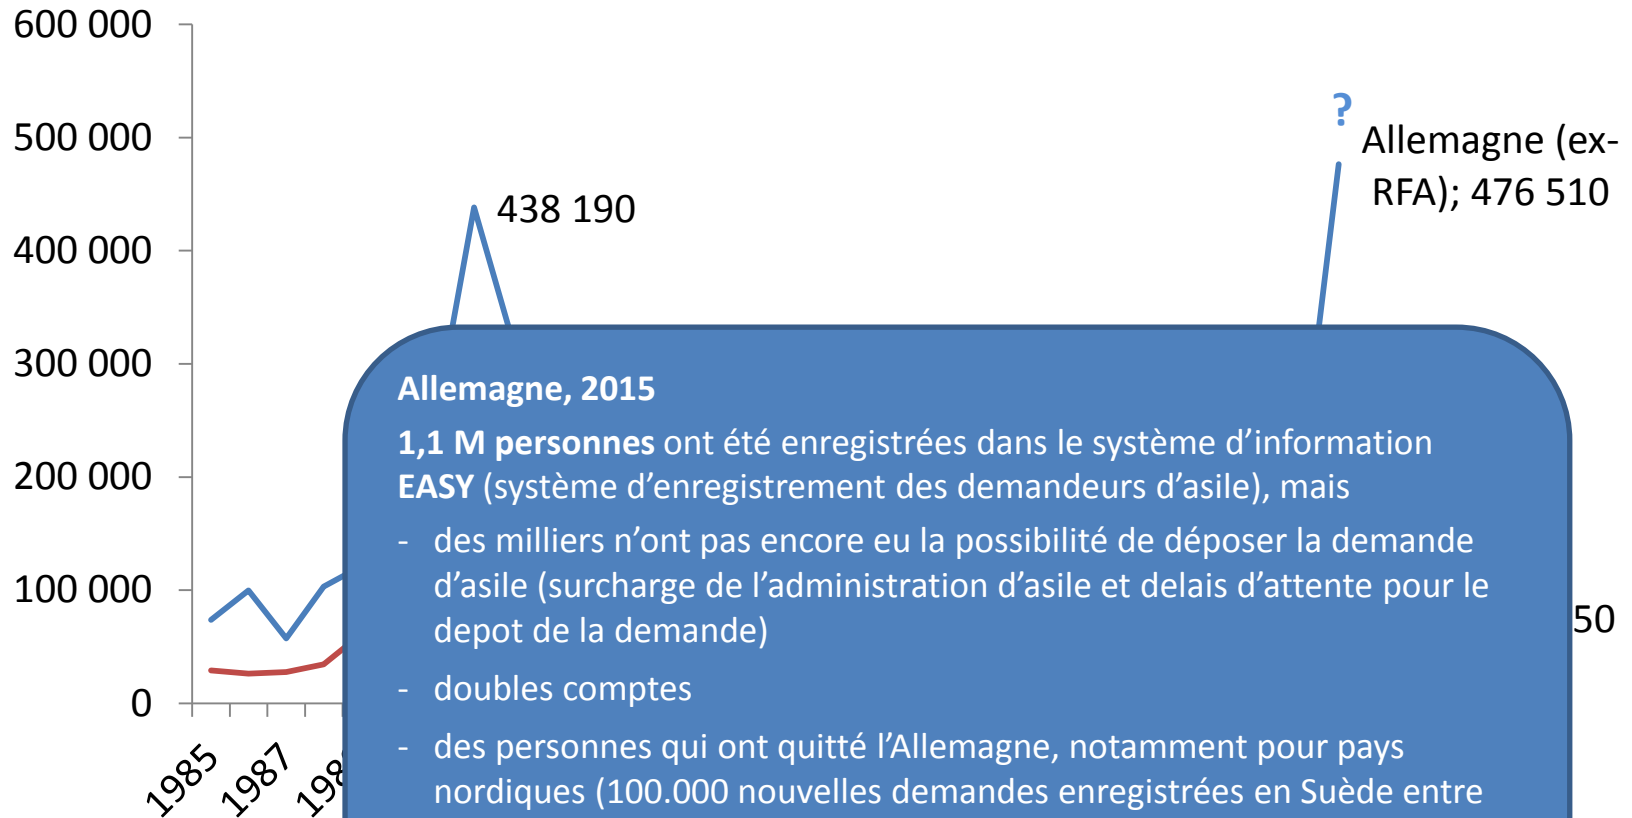 600 000
500 000
400 000
300 000
200 000
100 000
0
438 190
?
Allemagne (ex-
RFA); 476 510
50
Allemagne, 2015
1,1 M personnes ont été enregistrées dans le système d’information
EASY (système d’enregistrement des demandeurs d’asile), mais
- des milliers n’ont pas encore eu la possibilité de déposer la demande
d’asile (surcharge de l’administration d’asile et delais d’attente pour le
depot de la demande)
- doubles comptes
- des personnes qui ont quitté l’Allemagne, notamment pour pays
nordiques (100.000 nouvelles demandes enregistrées en Suède entre
1985
1987